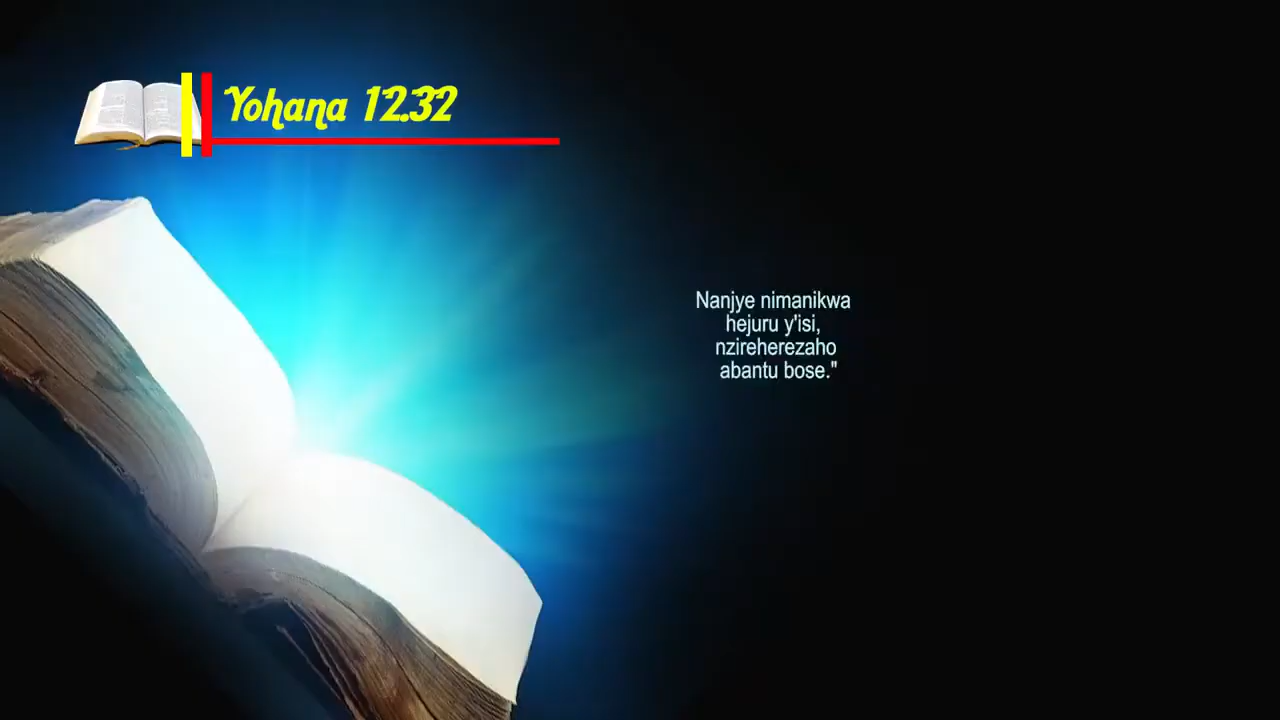 Yohana 12.32
Nanjye nimanikwa
hejuru y'isi,
nzireherezaho
abantu bose."